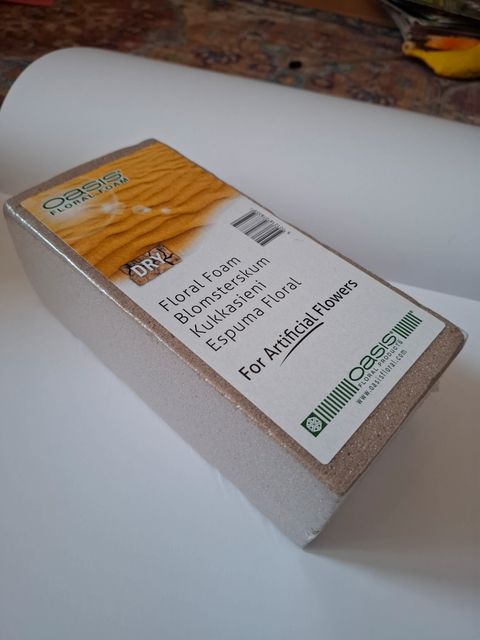 OASIS
FLORAL FOAM
DRY
Floral Foam
Blomsterskum
Kukkasieni
Espuma Floral
For Artificial Flowers
OASIS
FLORAL PRODUCTS
www.oasisfloral.com